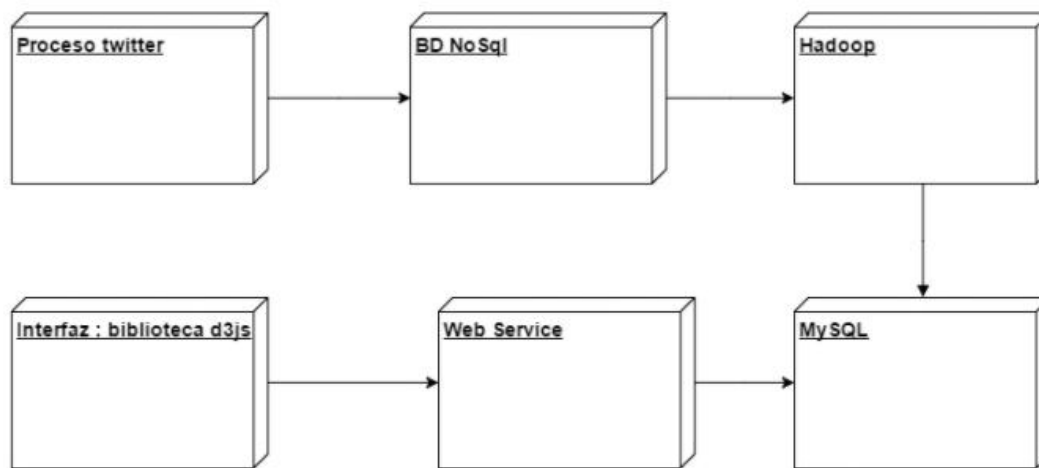 Proceso twitter
BD NoSql
Hadoop
Interfaz : biblioteca d3js
Web Service
MySQL